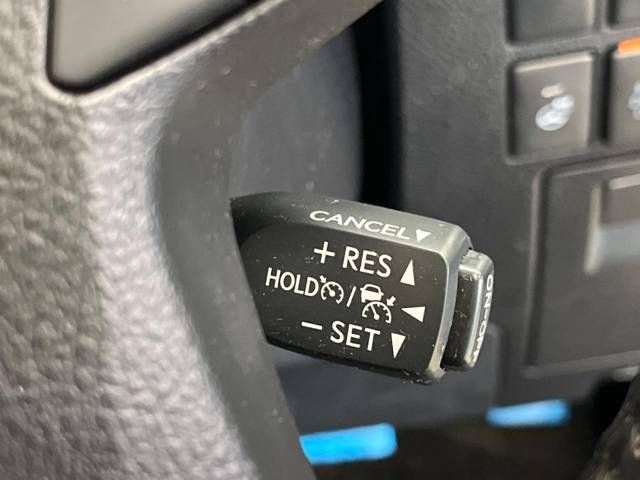 CANCEL▼
+ RES ▲
HOLD / ◀
− SET ▼
ON-OFF